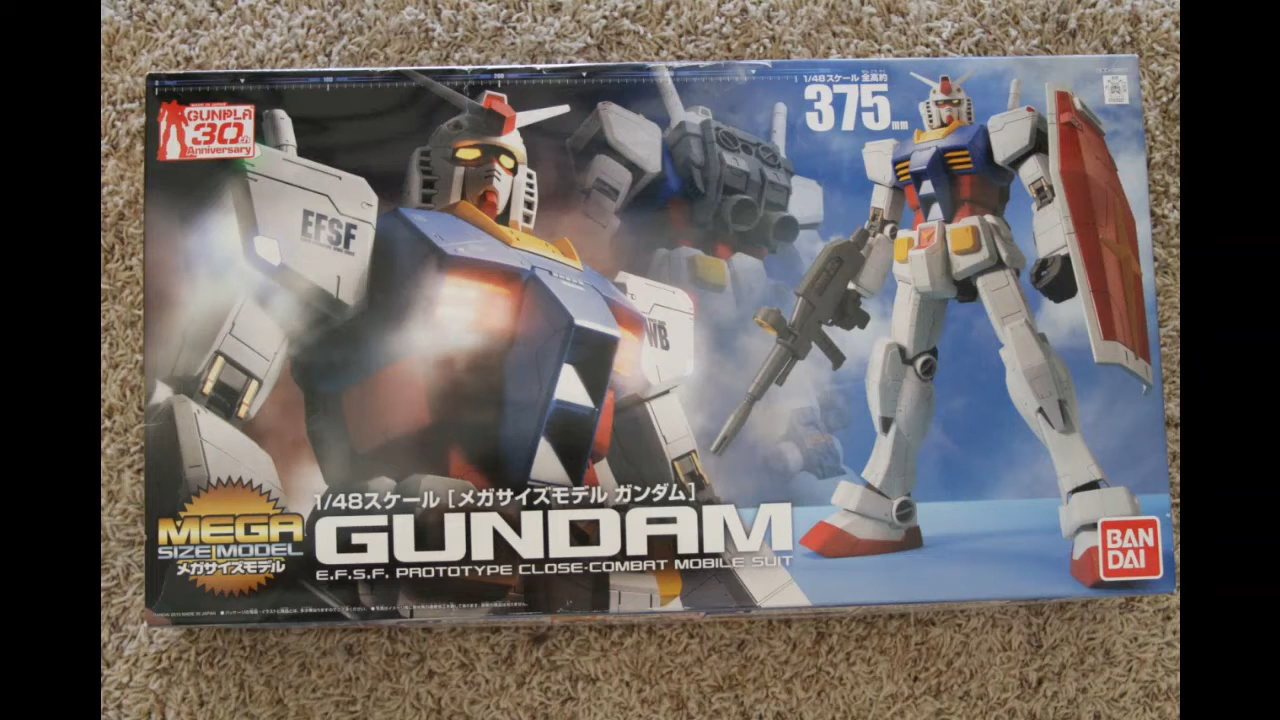 GUNPLA
30th
Anniversary
1/48スケール 全高約
375mm
EFSF
WB
1/48スケール [メガサイズモデル ガンダム]
MEGA
SIZE MODEL
メガサイズモデル
GUNDAM
E.F.S.F. PROTOTYPE CLOSE-COMBAT MOBILE SUIT
BAN
DAI